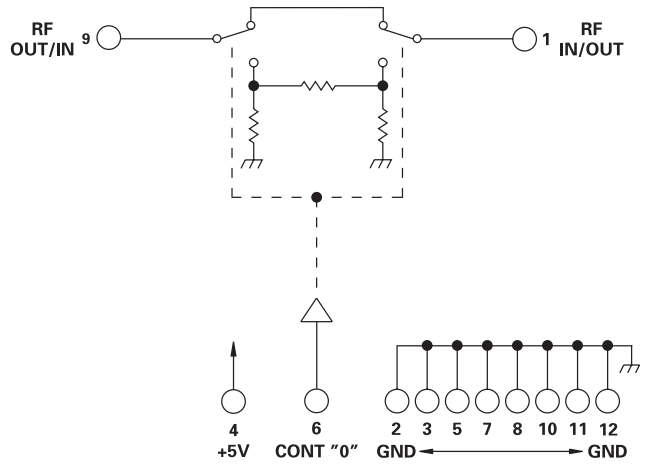 RF
OUT/IN 9
1 RF
IN/OUT
4 6 2 3 5 7 8 10 11 12
+5V CONT "0" GND GND